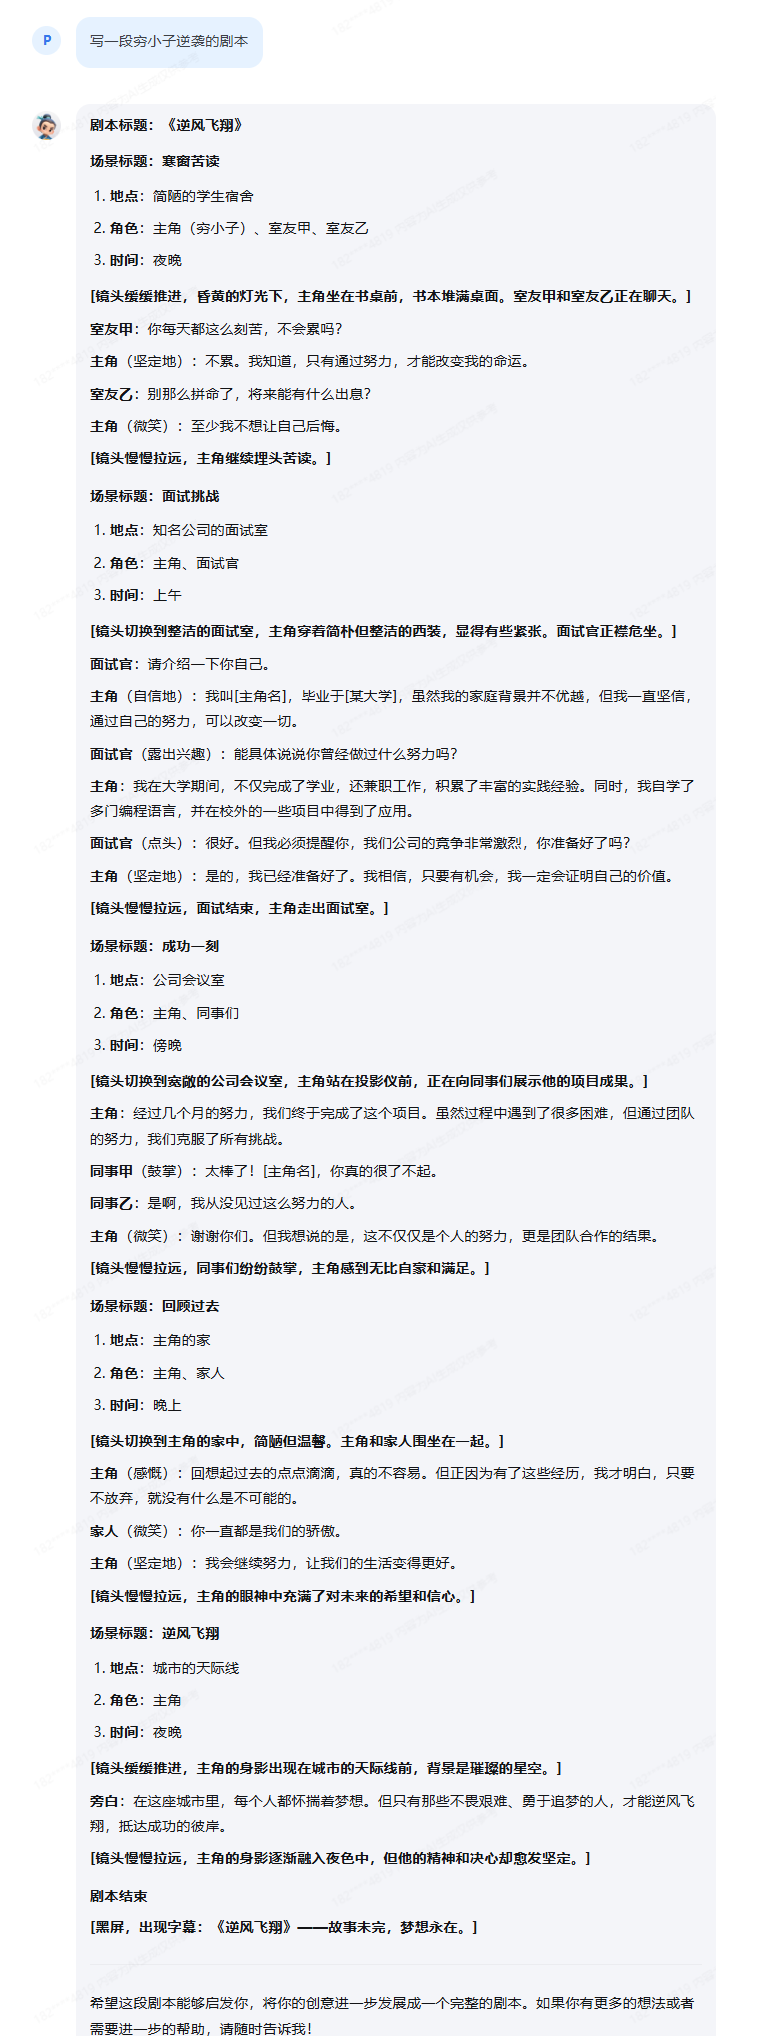 P
写一段穷小子逆袭的剧本
剧本标题：《逆风飞翔》
场景标题：寒窗苦读
1. 地点：简陋的学生宿舍
2. 角色：主角（穷小子）、室友甲、室友乙
3. 时间：夜晚
[镜头缓缓推进，昏黄的灯光下，主角坐在书桌前，书本堆满桌面。室友甲和室友乙正在聊天。]
室友甲：你每天都这么刻苦，不会累吗？
主角（坚定地）：不累。我知道，只有通过努力，才能改变我的命运。
室友乙：别那么拼命了，将来能有什么出息？
主角（微笑）：至少我不想让自己后悔。
[镜头慢慢拉远，主角继续埋头苦读。]
场景标题：面试挑战
1. 地点：知名公司的面试室
2. 角色：主角、面试官
3. 时间：上午
[镜头切换到整洁的面试室，主角穿着简朴但整洁的西装，显得有些紧张。面试官正襟危坐。]
面试官：请介绍一下你自己。
主角（自信地）：我叫[主角名]，毕业于[某大学]，虽然我的家庭背景并不优越，但我一直坚信，
通过自己的努力，可以改变一切。
面试官（露出兴趣）：能具体说说你曾经做过什么努力吗？
主角：我在大学期间，不仅完成了学业，还兼职工作，积累了丰富的实践经验。同时，我自学了
多门编程语言，并在校外的一些项目中得到了应用。
面试官（点头）：很好。但我必须提醒你，我们公司的竞争非常激烈，你准备好了吗？
主角（坚定地）：是的，我已经准备好了。我相信，只要有机会，我一定会证明自己的价值。
[镜头慢慢拉远，面试结束，主角走出面试室。]
场景标题：成功一刻
1. 地点：公司会议室
2. 角色：主角、同事们
3. 时间：傍晚
[镜头切换到宽敞的公司会议室，主角站在投影仪前，正在向同事们展示他的项目成果。]
主角：经过几个月的努力，我们终于完成了这个项目。虽然过程中遇到了很多困难，但通过团队
的努力，我们克服了所有挑战。
同事甲（鼓掌）：太棒了！[主角名]，你真的很了不起。
同事乙：是啊，我从没见过这么努力的人。
主角（微笑）：谢谢你们。但我想说的是，这不仅仅是个人的努力，更是团队合作的结果。
[镜头慢慢拉远，同事们纷纷鼓掌，主角感到无比自豪和满足。]
场景标题：回顾过去
1. 地点：主角的家
2. 角色：主角、家人
3. 时间：晚上
[镜头切换到主角的家中，简陋但温馨。主角和家人围坐在一起。]
主角（感慨）：回想起过去的点点滴滴，真的不容易。但正因为有了这些经历，我才明白，只要
不放弃，就没有什么是不可能的。
家人（微笑）：你一直都是我们的骄傲。
主角（坚定地）：我会继续努力，让我们的生活变得更好。
[镜头慢慢拉远，主角的眼神中充满了对未来的希望和信心。]
场景标题：逆风飞翔
1. 地点：城市的天际线
2. 角色：主角
3. 时间：夜晚
[镜头缓缓推进，主角的身影出现在城市的天际线前，背景是璀璨的星空。]
旁白：在这座城市里，每个人都怀揣着梦想。但只有那些不畏艰难、勇于追梦的人，才能逆风飞
翔，抵达成功的彼岸。
[镜头慢慢拉远，主角的身影逐渐融入夜色中，但他的精神和决心却愈发坚定。]
剧本结束
[黑屏，出现字幕：《逆风飞翔》——故事未完，梦想永在。]
希望这段剧本能够启发你，将你的创意进一步发展成一个完整的剧本。如果你有更多的想法或者
需要进一步的帮助，请随时告诉我！